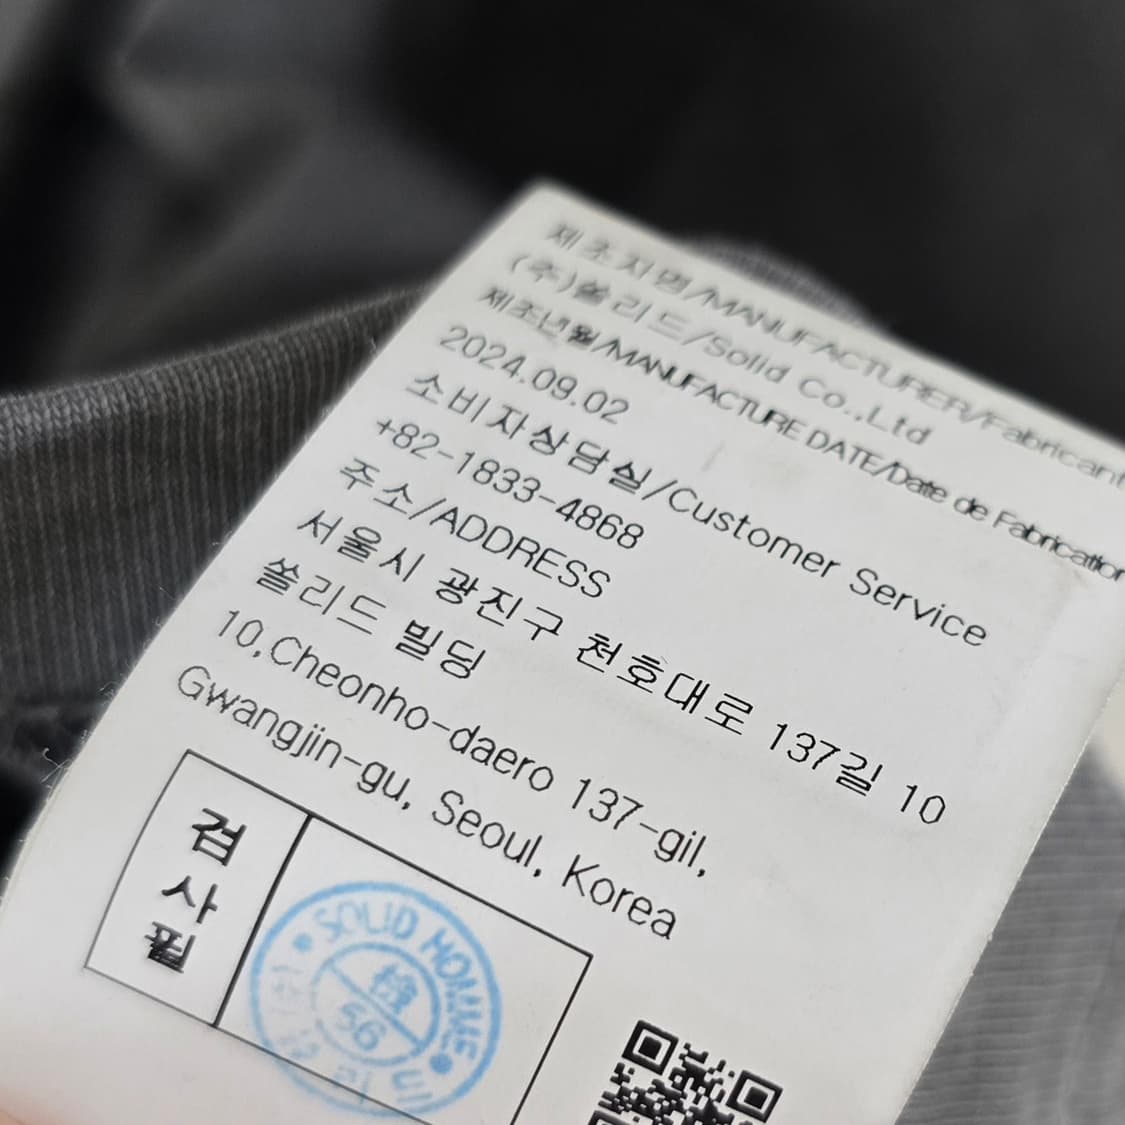 제조자명/MANUFACTURER/Fabricant
(주)쏠리드/Solid Co.,Ltd
제조년월/MANUFACTURE DATE/Date de Fabrication
2024.09.02
소비자상담실/Customer Service
+82-1833-4868
주소/ADDRESS
서울시 광진구 천호대로 137길 10
쏠리드 빌딩
10,Cheonho-daero 137-gil,
Gwangjin-gu, Seoul, Korea
검사필
SOLID HOMME
檢
56